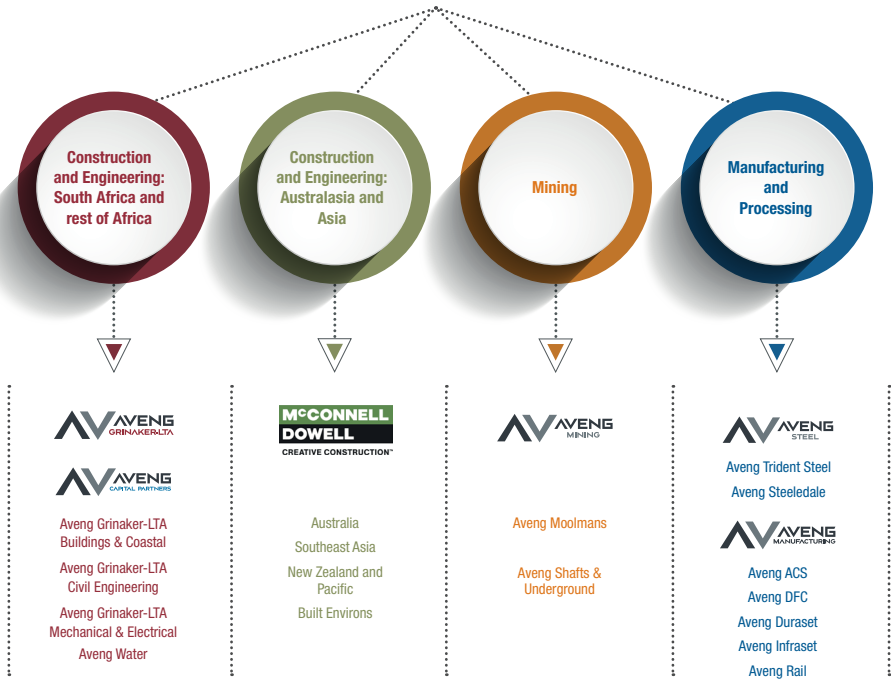 Construction
and Engineering:
South Africa and
rest of Africa
Construction
and Engineering:
Australasia and
Asia
Mining
Manufacturing
and
Processing
AVENG
GRINAKER-LTA
AVENG
CAPITAL PARTNERS
Aveng Grinaker-LTA
Buildings & Coastal
Aveng Grinaker-LTA
Civil Engineering
Aveng Grinaker-LTA
Mechanical & Electrical
Aveng Water
McCONNELL
DOWELL
CREATIVE CONSTRUCTION™
Australia
Southeast Asia
New Zealand and
Pacific
Built Environs
AVENG
MINING
Aveng Moolmans
Aveng Shafts &
Underground
AVENG
STEEL
Aveng Trident Steel
Aveng Steeledale
AVENG
MANUFACTURING
Aveng ACS
Aveng DFC
Aveng Duraset
Aveng Infraset
Aveng Rail